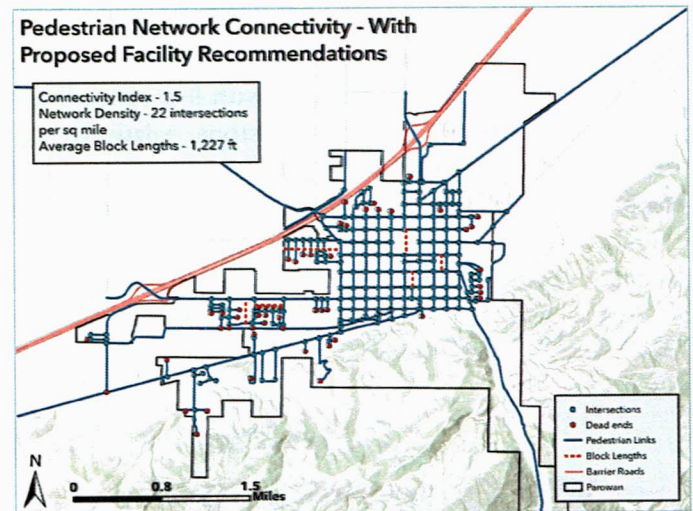 Pedestrian Network Connectivity - With
Proposed Facility Recommendations
Connectivity Index - 1.5
Network Density - 22 intersections
per sq mile
Average Block Lengths - 1,227 ft
Intersections
Dead ends
Pedestrian Links
Block Lengths
Barrier Roads
Parowan
N
0 0.8 1.5
Miles